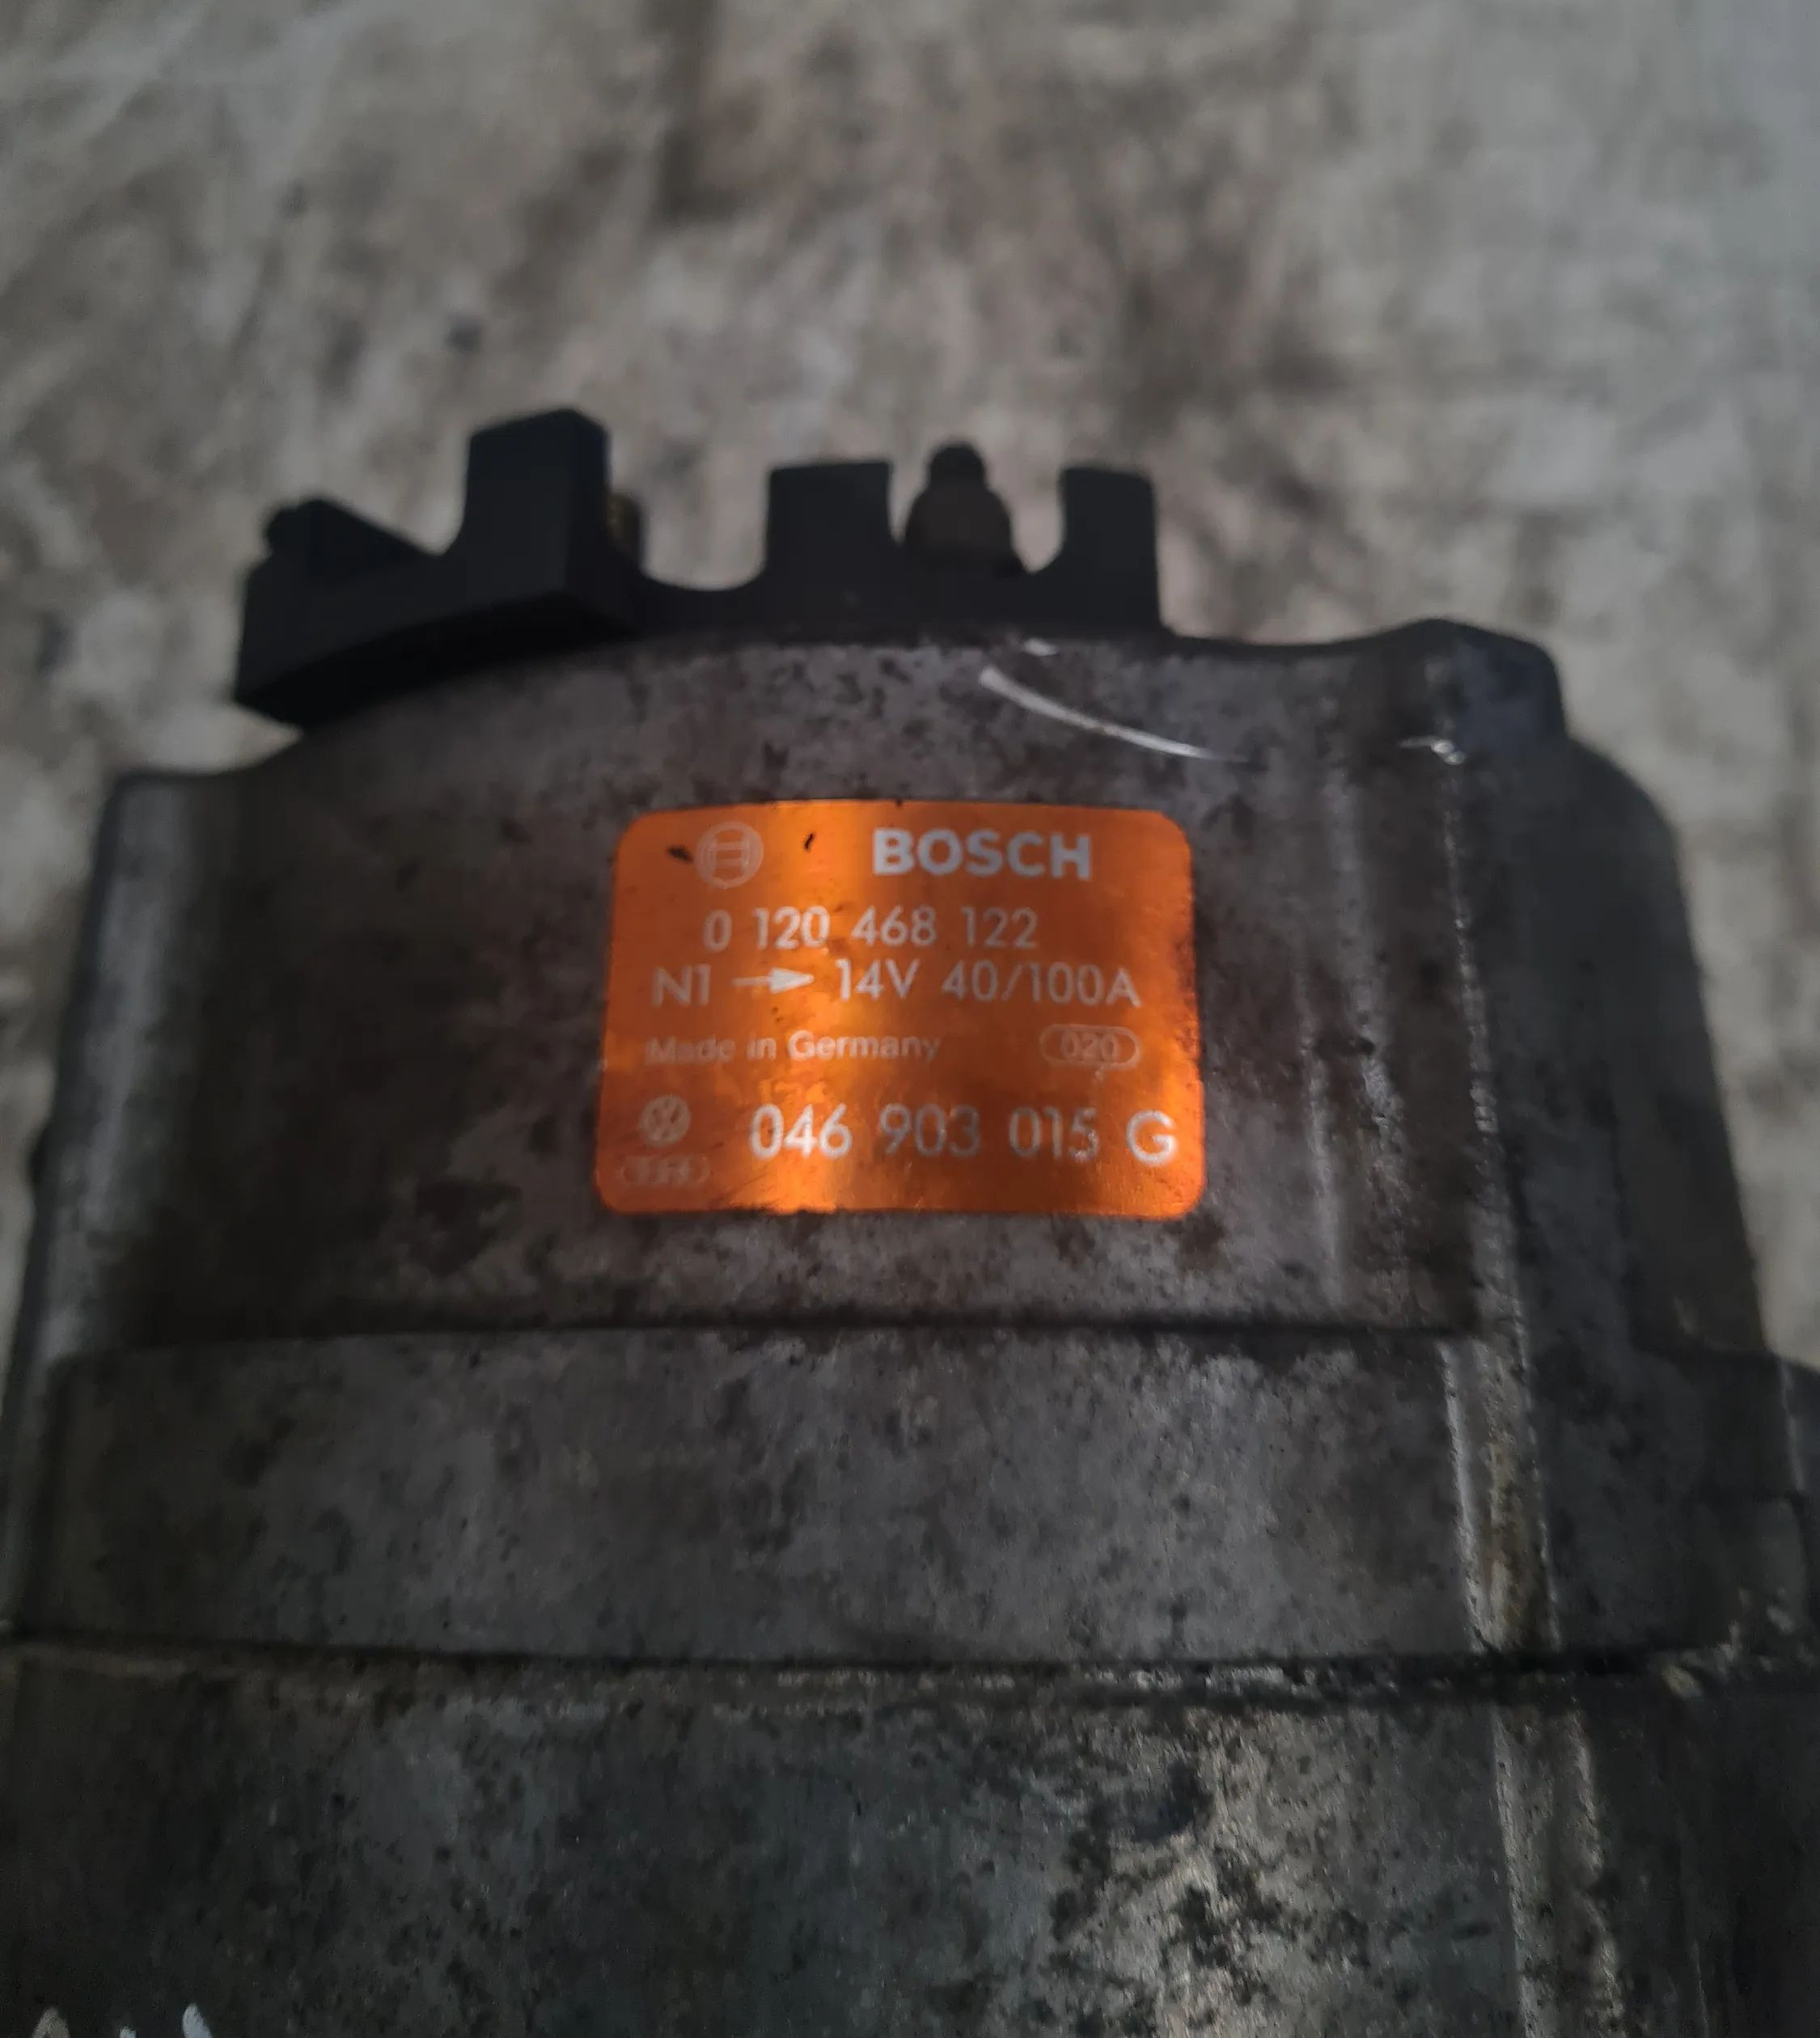 BOSCH
0 120 468 122
N1 → 14V 40/100A
Made in Germany 020
046 903 015 G